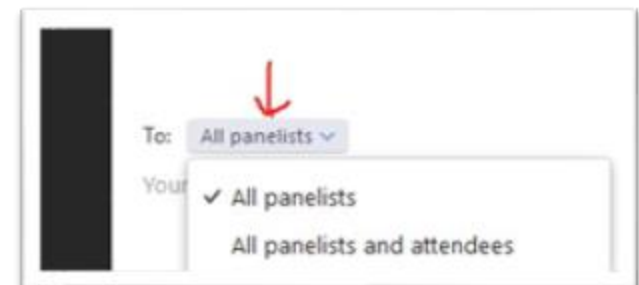 To: All panelists
Your
✓ All panelists
All panelists and attendees